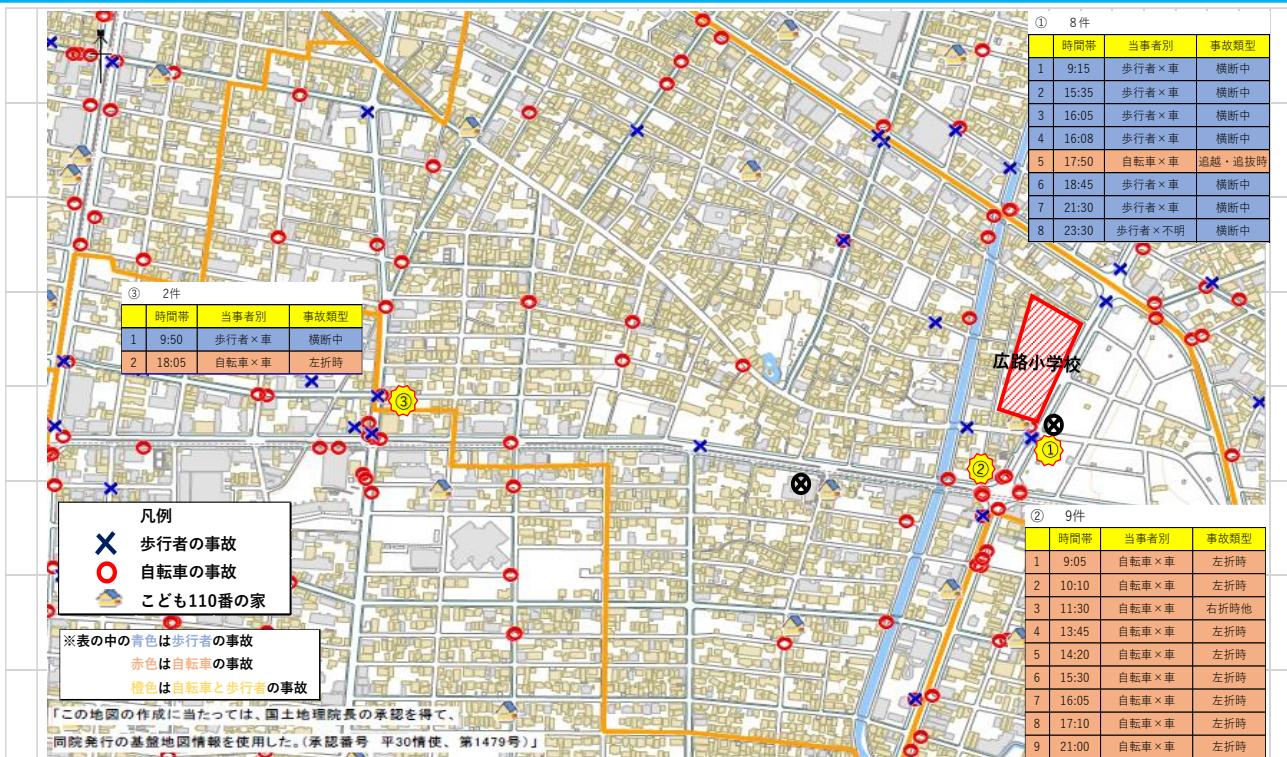 ① 8件
時間帯 当事者別 事故類型
1 9:15 歩行者×車 横断中
2 15:35 歩行者×車 横断中
3 16:05 歩行者×車 横断中
4 16:08 歩行者×車 横断中
5 17:50 自転車×車 追越・追抜時
6 18:45 歩行者×車 横断中
7 21:30 歩行者×車 横断中
8 23:30 歩行者×不明 横断中
③ 2件
時間帯 当事者別 事故類型
1 9:50 歩行者×車 横断中
2 18:05 自転車×車 左折時
広路小学校
③
①
②
② 9件
時間帯 当事者別 事故類型
1 9:05 自転車×車 左折時
2 10:10 自転車×車 左折時
3 11:30 自転車×車 右折時他
4 13:45 自転車×車 左折時
5 14:20 自転車×車 左折時
6 15:30 自転車×車 左折時
7 16:05 自転車×車 左折時
8 17:10 自転車×車 左折時
9 21:00 自転車×車 左折時
凡例
歩行者の事故
自転車の事故
こども110番の家
※表の中の青色は歩行者の事故
赤色は自転車の事故
橙色は自転車と歩行者の事故
「この地図の作成に当たっては、国土地理院長の承認を得て、
同院発行の基盤地図情報を使用した。(承認番号 平30情使、第1479号)」